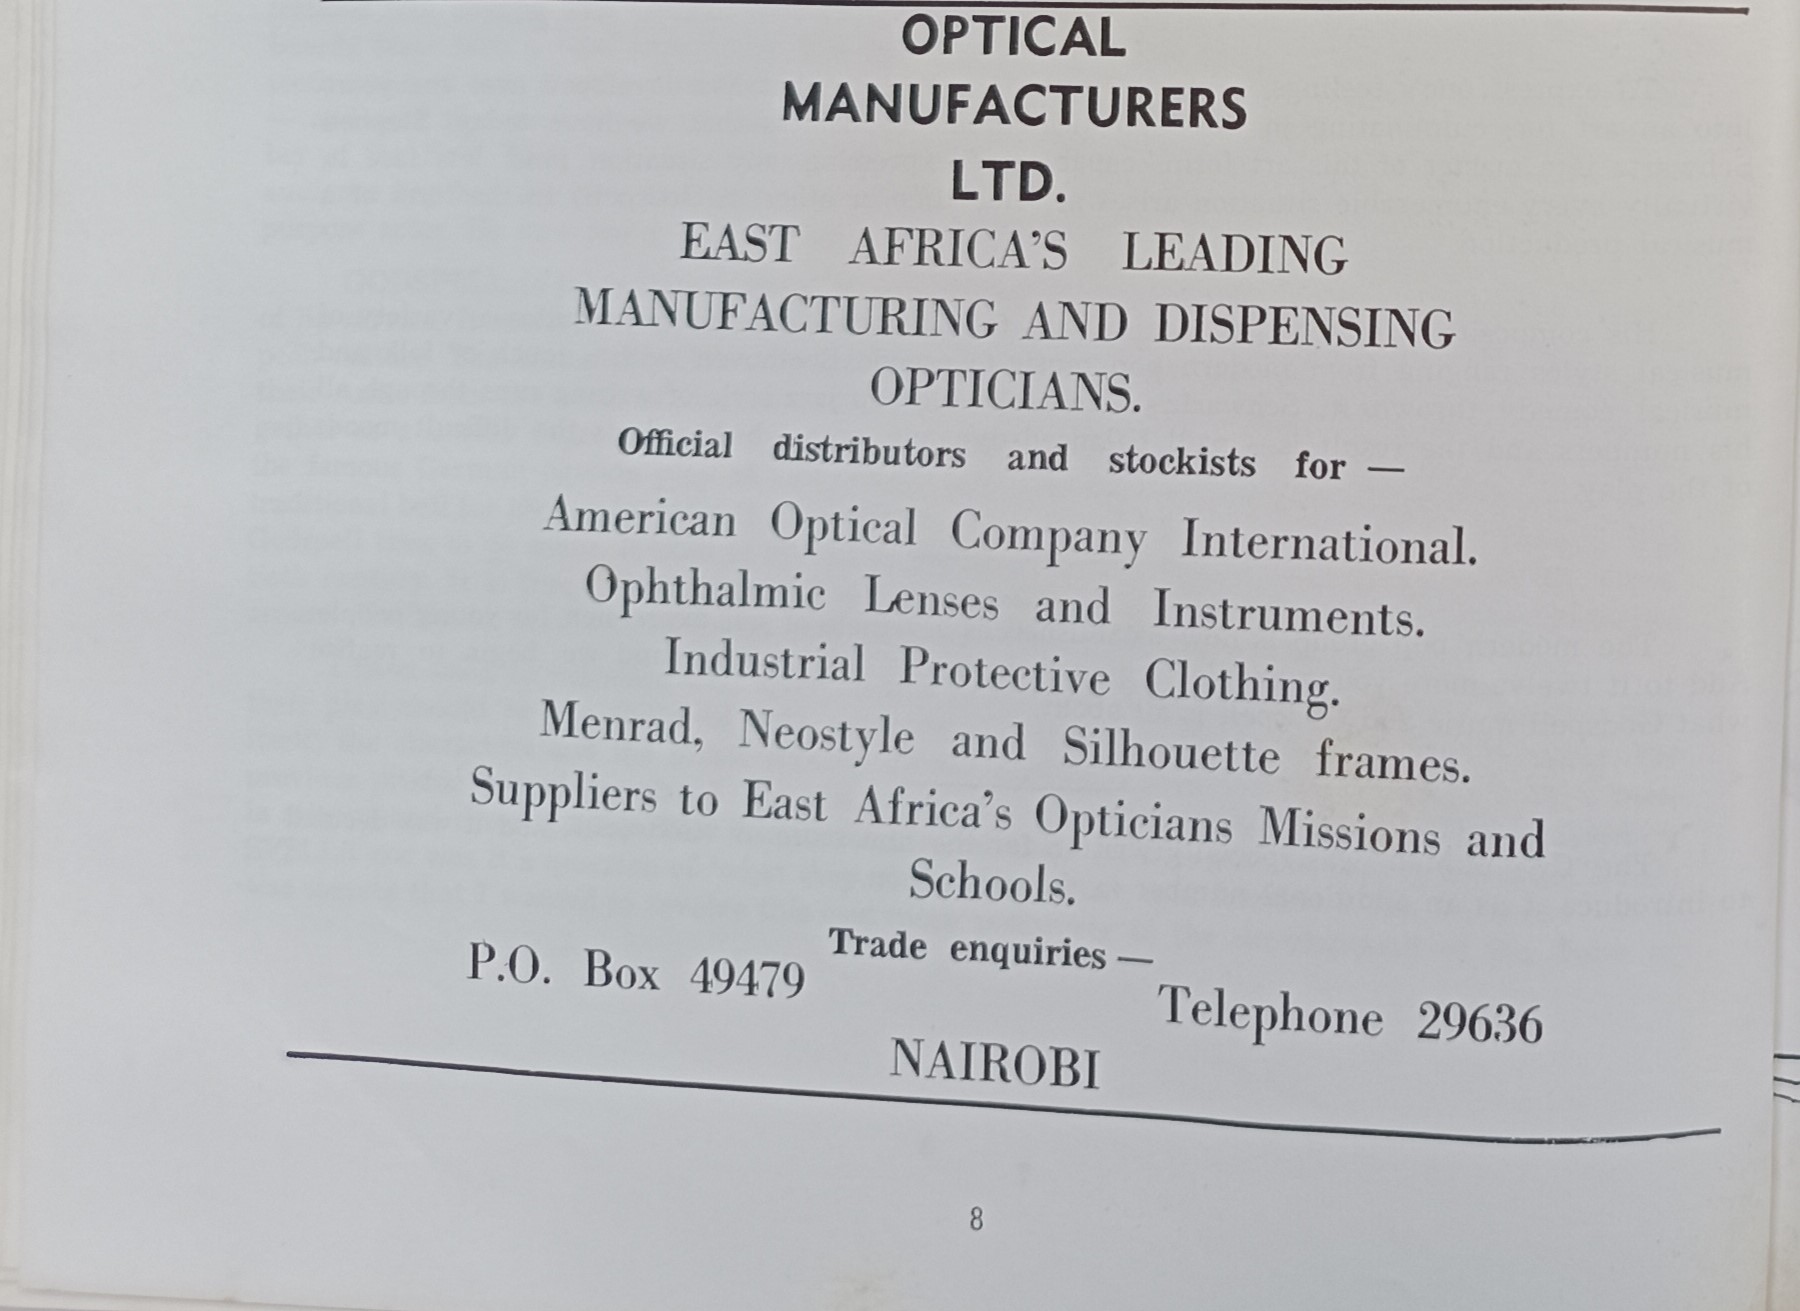 OPTICAL
MANUFACTURERS
LTD.
EAST AFRICA'S LEADING
MANUFACTURING AND DISPENSING
OPTICIANS.
Official distributors and stockists for —
American Optical Company International.
Ophthalmic Lenses and Instruments.
Industrial Protective Clothing.
Menrad, Neostyle and Silhouette frames.
Suppliers to East Africa's Opticians Missions and
Schools.
Trade enquiries —
P.O. Box 49479 Telephone 29636
NAIROBI
8